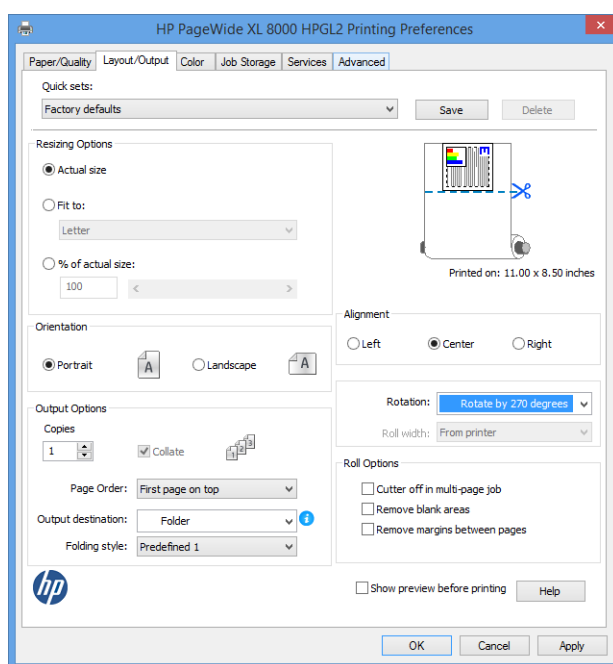 HP PageWide XL 8000 HPGL2 Printing Preferences
Paper/Quality Layout/Output Color Job Storage Services Advanced
Quick sets:
Factory defaults Save Delete
Resizing Options
Actual size
Fit to:
Letter
% of actual size:
100
Printed on: 11.00 x 8.50 inches
Alignment
Left Center Right
Orientation
Portrait A Landscape A
Rotation: Rotate by 270 degrees
Roll width: From printer
Output Options
Copies
1 Collate 1 2 3
Page Order: First page on top
Output destination: Folder i
Folding style: Predefined 1
Roll Options
Cutter off in multi-page job
Remove blank areas
Remove margins between pages
hp
Show preview before printing Help
OK Cancel Apply